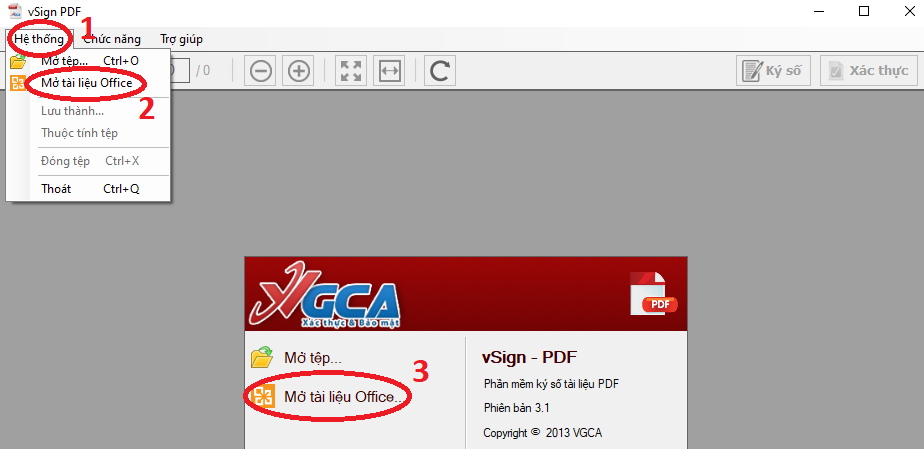 vSign PDF
1
Hệ thống Chức năng Trợ giúp
Mở tệp... Ctrl+O
Mở tài liệu Office
2
Lưu thành...
Thuộc tính tệp
Đóng tệp Ctrl+X
Thoát Ctrl+Q
/ 0
Ký số Xác thực
VGCA
Xác thực & Bảo mật
PDF
Mở tệp...
3
Mở tài liệu Office...
vSign - PDF
Phần mềm ký số tài liệu PDF
Phiên bản 3.1
Copyright © 2013 VGCA